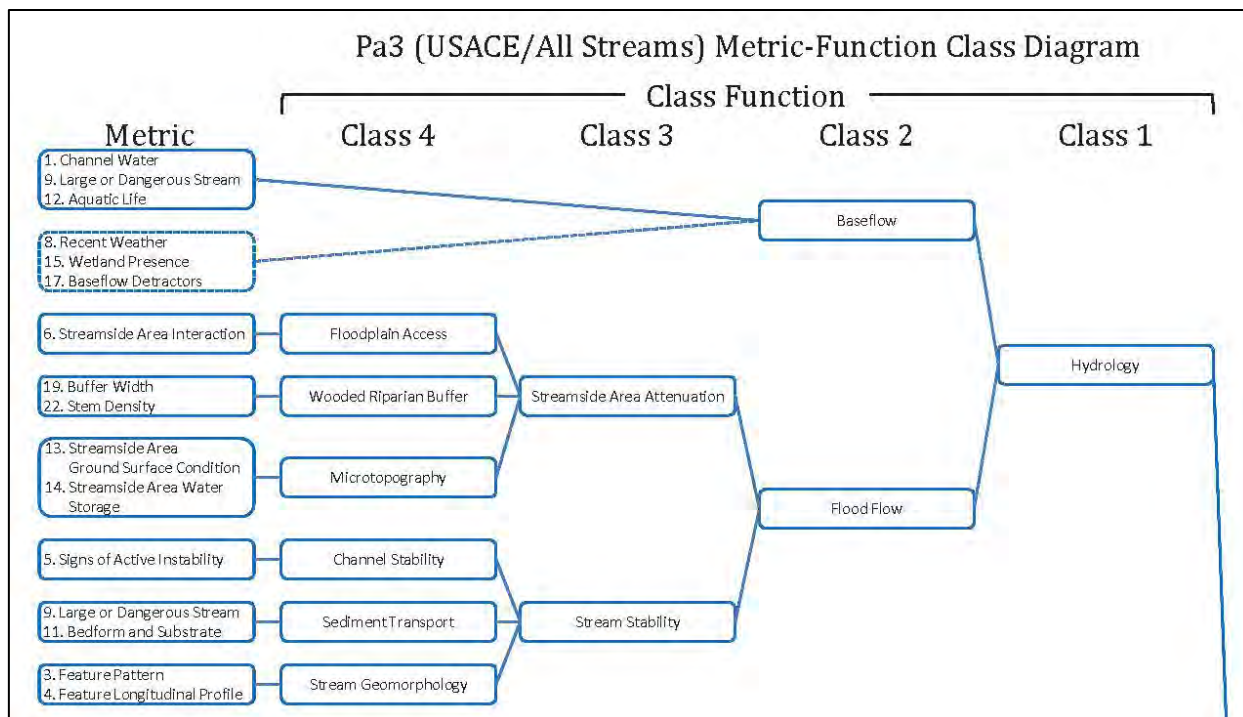 Pa3 (USACE/All Streams) Metric-Function Class Diagram
Class Function
Metric
Class 4
Class 3
Class 2
Class 1
1. Channel Water
9. Large or Dangerous Stream
12. Aquatic Life
Baseflow
8. Recent Weather
15. Wetland Presence
17. Baseflow Detractors
6. Streamside Area Interaction
Floodplain Access
Hydrology
19. Buffer Width
22. Stem Density
Wooded Riparian Buffer
Streamside Area Attenuation
13. Streamside Area
Ground Surface Condition
14. Streamside Area Water
Storage
Microtopography
Flood Flow
5. Signs of Active Instability
Channel Stability
9. Large or Dangerous Stream
11. Bedform and Substrate
Sediment Transport
Stream Stability
3. Feature Pattern
4. Feature Longitudinal Profile
Stream Geomorphology